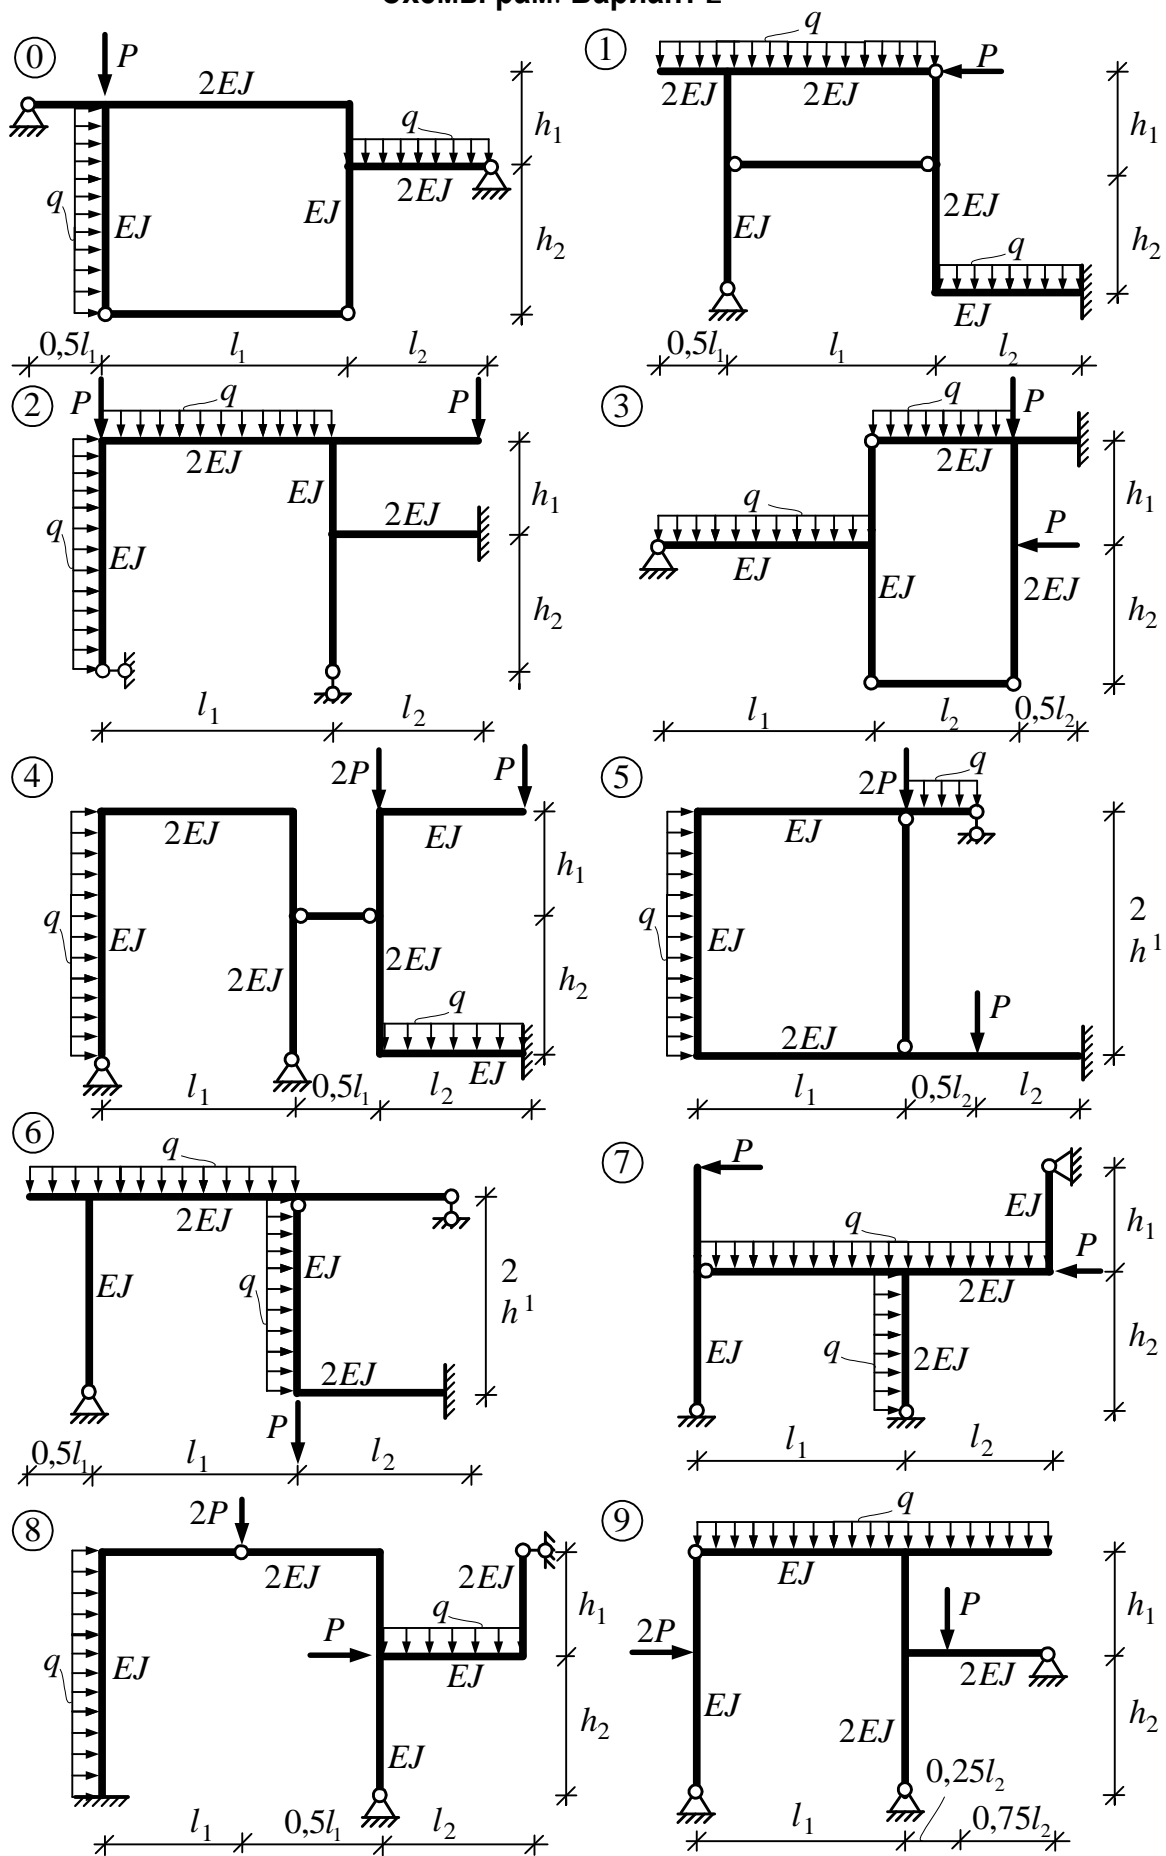 Схемы рам. Вариант 2
0
P
2EJ
q
h₁
q
EJ
EJ
2EJ
h₂
0,5l₁
l₁
l₂
1
q
P
2EJ
2EJ
h₁
2EJ
EJ
q
h₂
EJ
0,5l₁
l₁
l₂
2
P
q
P
2EJ
EJ
h₁
q
2EJ
EJ
h₂
l₁
l₂
3
q
P
2EJ
h₁
q
P
EJ
EJ
2EJ
h₂
l₁
l₂
0,5l₂
4
2P
P
2EJ
EJ
h₁
q
EJ
2EJ
2EJ
h₂
q
EJ
l₁
0,5l₁
l₂
5
2P
q
EJ
q
EJ
2
h¹
P
2EJ
l₁
0,5l₂
l₂
6
q
2EJ
EJ
EJ
q
2
h¹
2EJ
P
0,5l₁
l₁
l₂
7
P
EJ
h₁
q
P
2EJ
EJ
q
2EJ
h₂
l₁
l₂
8
2P
2EJ
2EJ
h₁
P
q
q
EJ
EJ
h₂
EJ
l₁
0,5l₁
l₂
9
q
EJ
P
h₁
2P
2EJ
EJ
2EJ
h₂
0,25l₂
l₁
0,75l₂